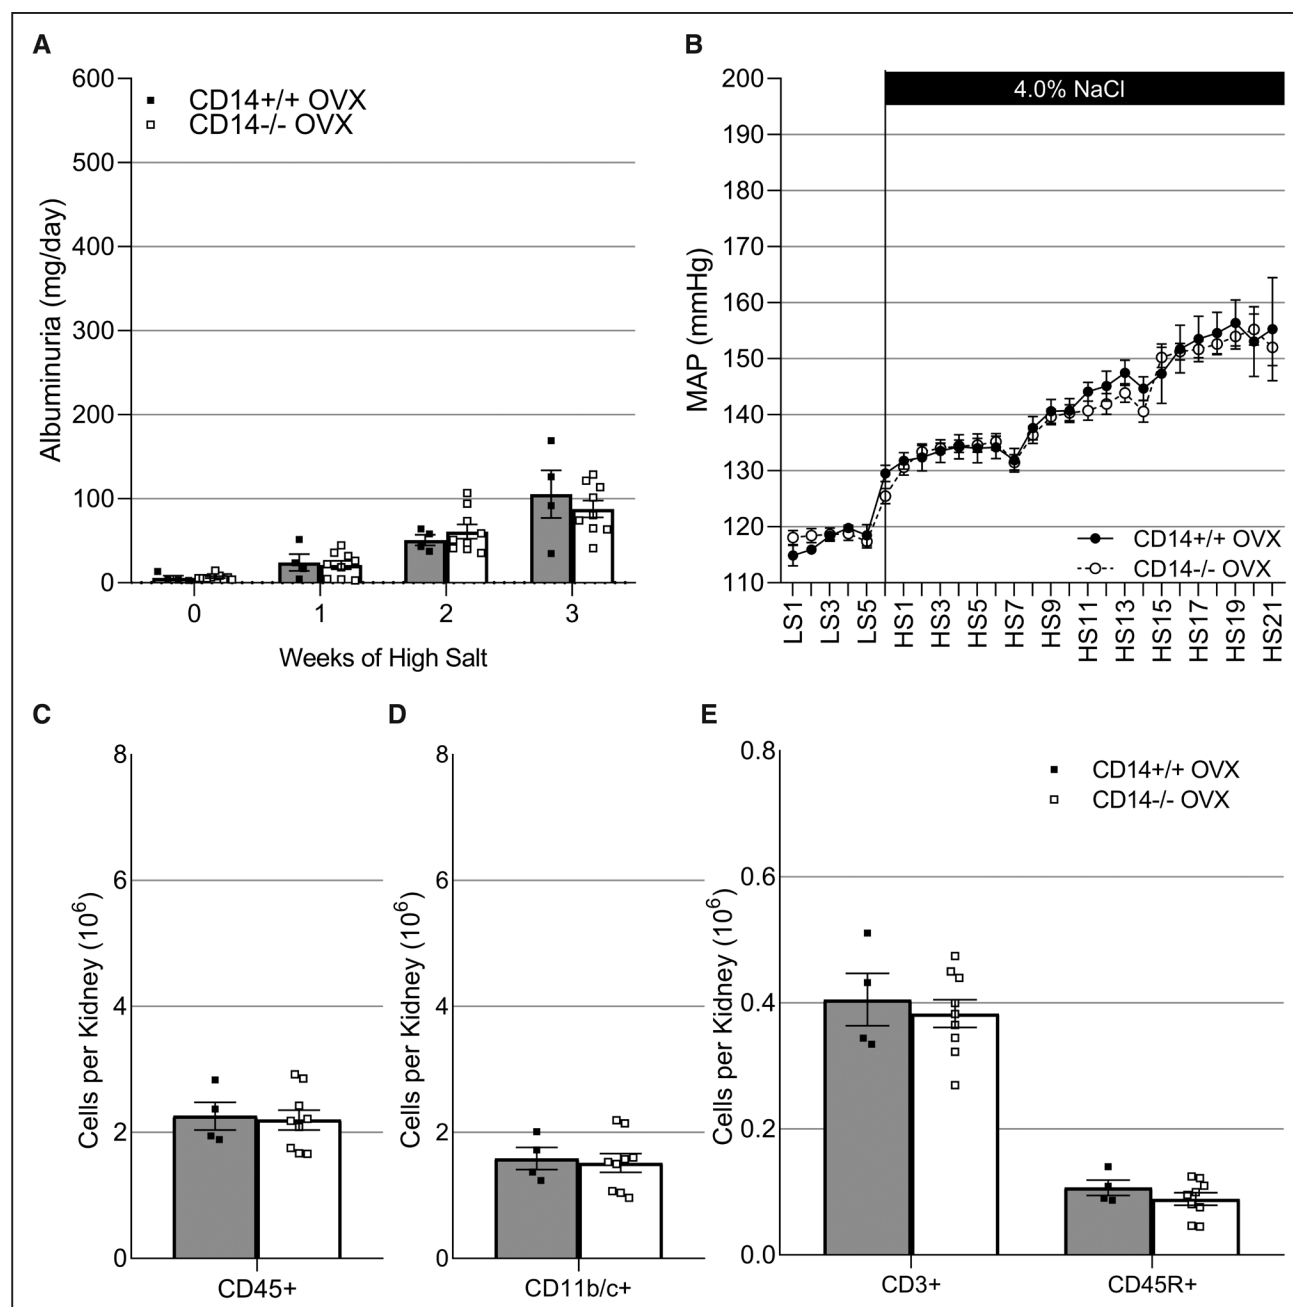 A
Albuminuria (mg/day)
600
500
400
300
200
100
0
CD14+/+ OVX
CD14-/- OVX
0 1 2 3
Weeks of High Salt
B
MAP (mmHg)
200
190
180
170
160
150
140
130
120
110
4.0% NaCl
CD14+/+ OVX
CD14-/- OVX
LS1 LS3 LS5 HS1 HS3 HS5 HS7 HS9 HS11 HS13 HS15 HS17 HS19 HS21
C
Cells per Kidney (10⁶)
8
6
4
2
0
CD45+
D
Cells per Kidney (10⁶)
8
6
4
2
0
CD11b/c+
E
Cells per Kidney (10⁶)
0.8
0.6
0.4
0.2
0.0
CD14+/+ OVX
CD14-/- OVX
CD3+ CD45R+